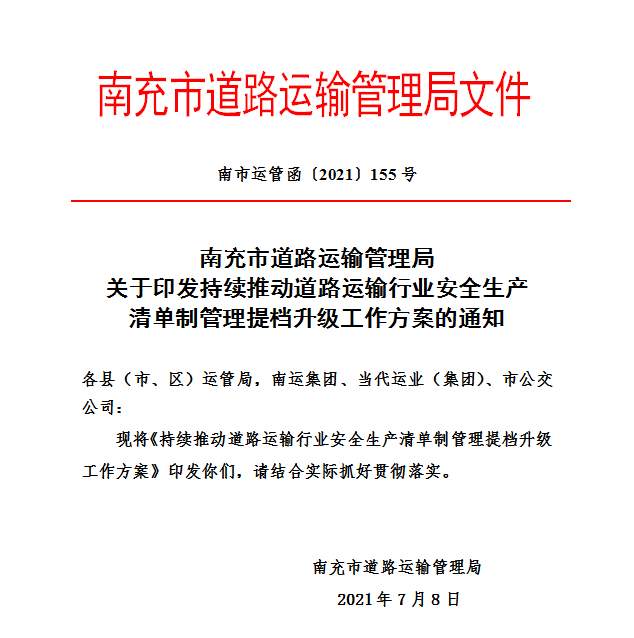 南充市道路运输管理局文件
南市运管函〔2021〕155 号
南充市道路运输管理局
关于印发持续推动道路运输行业安全生产
清单制管理提档升级工作方案的通知
各县（市、区）运管局，南运集团、当代运业（集团）、市公交
公司：
现将《持续推动道路运输行业安全生产清单制管理提档升级
工作方案》印发你们，请结合实际抓好贯彻落实。
南充市道路运输管理局
2021 年 7 月 8 日